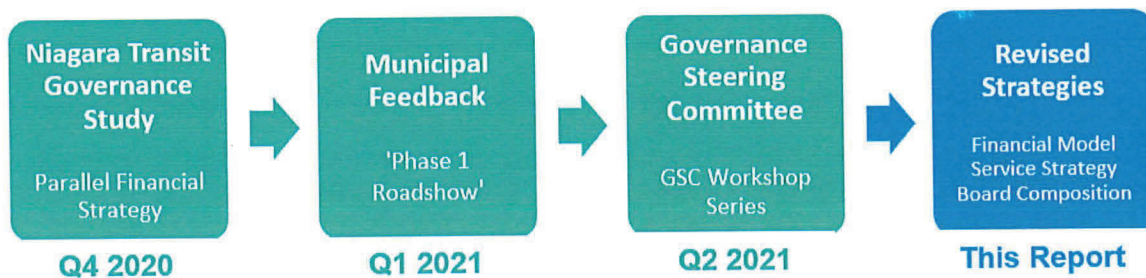 Niagara Transit
Governance
Study
Parallel Financial
Strategy
Q4 2020
Municipal
Feedback
'Phase 1
Roadshow'
Q1 2021
Governance
Steering
Committee
GSC Workshop
Series
Q2 2021
Revised
Strategies
Financial Model
Service Strategy
Board Composition
This Report